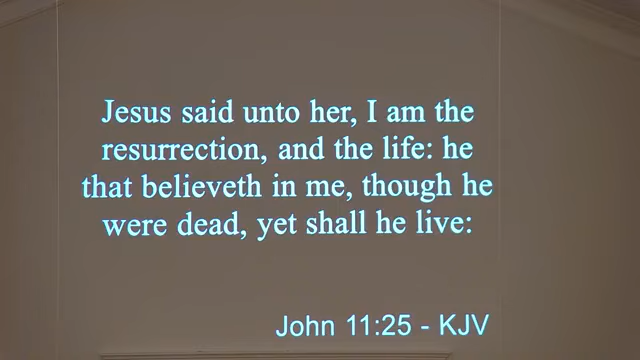 Jesus said unto her, I am the
resurrection, and the life: he
that believeth in me, though he
were dead, yet shall he live:
John 11:25 - KJV